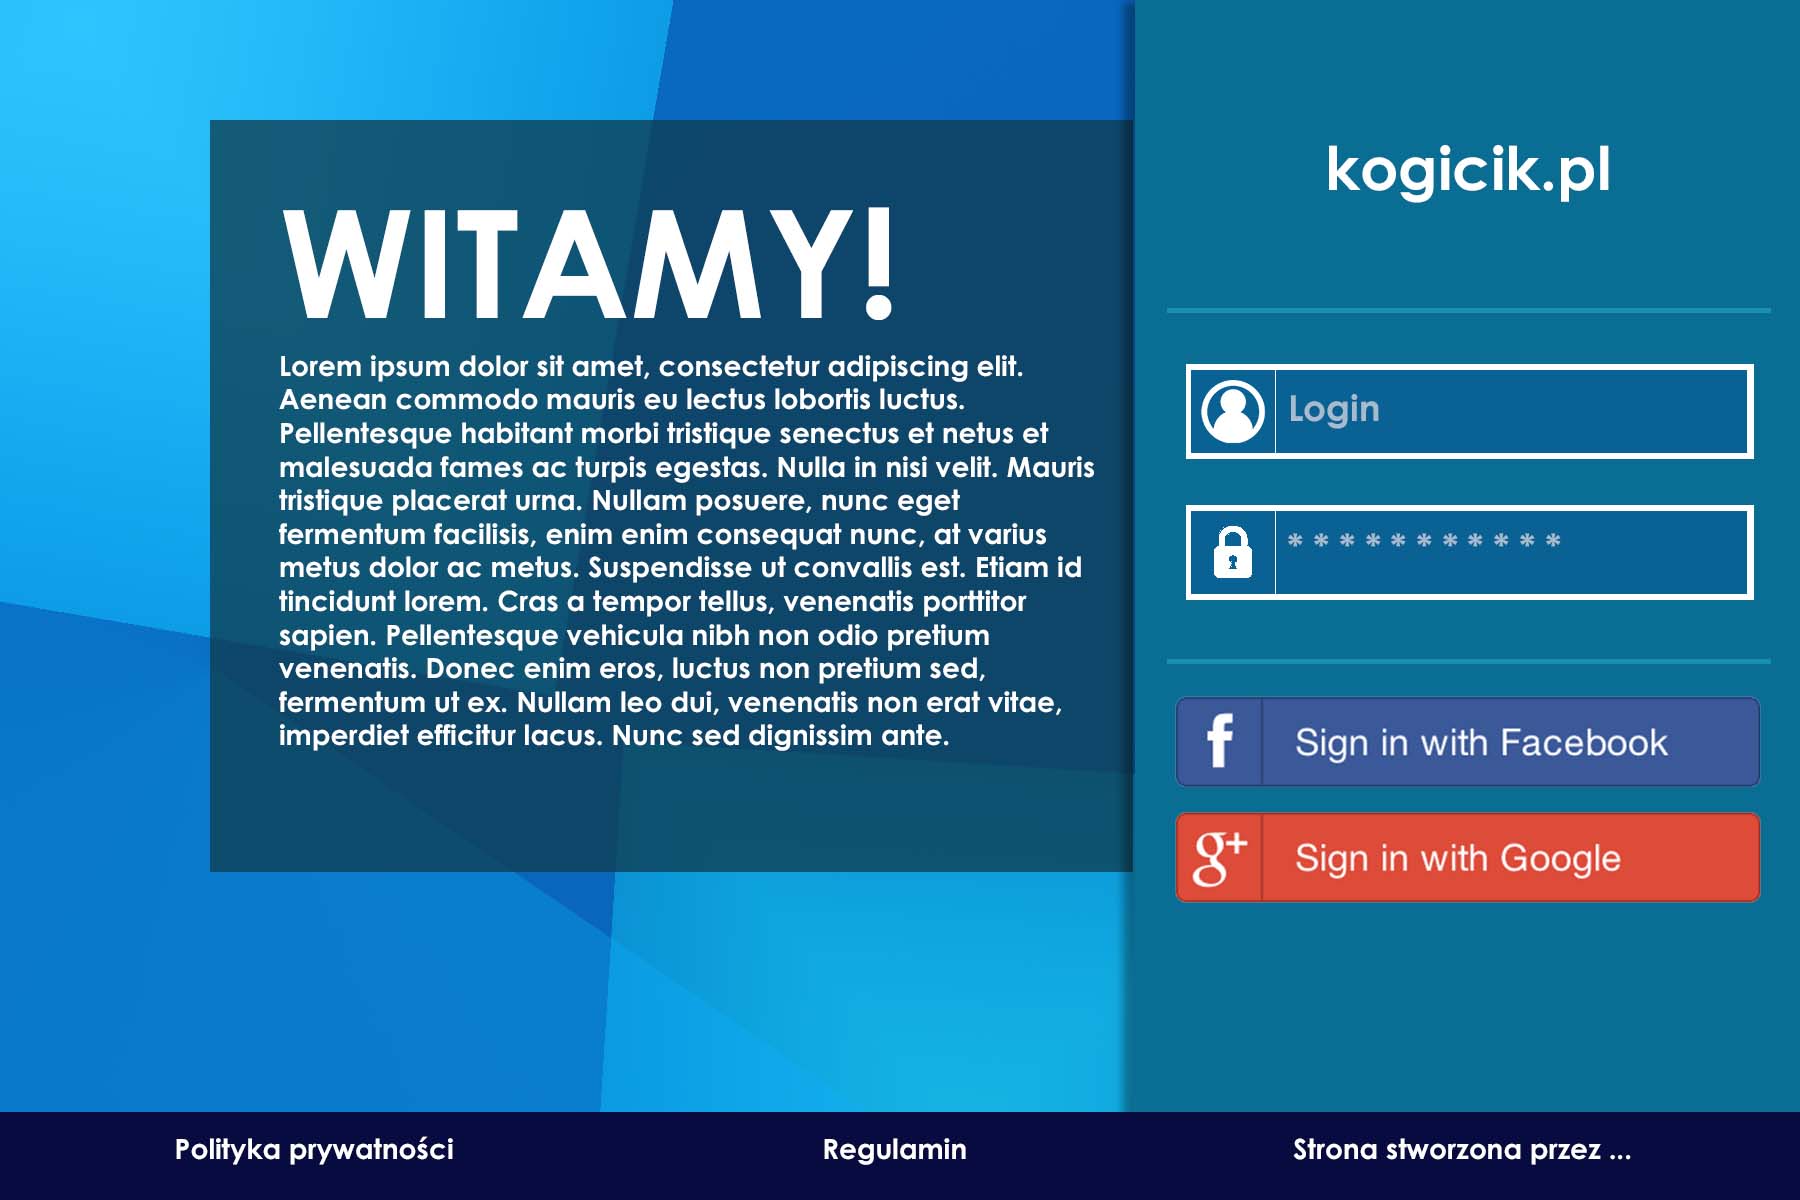 WITAMY!
Lorem ipsum dolor sit amet, consectetur adipiscing elit.
Aenean commodo mauris eu lectus lobortis luctus.
Pellentesque habitant morbi tristique senectus et netus et
malesuada fames ac turpis egestas. Nulla in nisi velit. Mauris
tristique placerat urna. Nullam posuere, nunc eget
fermentum facilisis, enim enim consequat nunc, at varius
metus dolor ac metus. Suspendisse ut convallis est. Etiam id
tincidunt lorem. Cras a tempor tellus, venenatis porttitor
sapien. Pellentesque vehicula nibh non odio pretium
venenatis. Donec enim eros, luctus non pretium sed,
fermentum ut ex. Nullam leo dui, venenatis non erat vitae,
imperdiet efficitur lacus. Nunc sed dignissim ante.
kogicik.pl
Login
* * * * * * * * * * *
f Sign in with Facebook
g+ Sign in with Google
Polityka prywatności
Regulamin
Strona stworzona przez ...